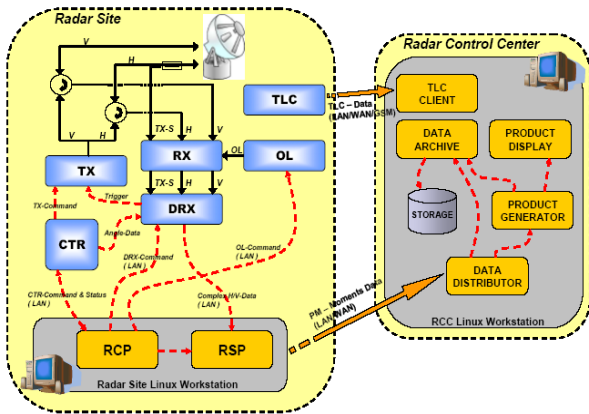 Radar Site
V
H
TLC
TLC – Data
(LAN/WAN/GSM)
Radar Control Center
TLC
CLIENT
DATA
ARCHIVE
PRODUCT
DISPLAY
STORAGE
PRODUCT
GENERATOR
DATA
DISTRIBUTOR
RCC Linux Workstation
V
H
TX-S
H
V
TX
RX
OL
OL
TX-S
H
V
Trigger
DRX
TX-Command
CTR
Angle-Data
DRX-Command
( LAN )
OL-Command
( LAN )
CTR-Command & Status
( LAN )
Complex H/V-Data
( LAN )
PM – Moments Data
(LAN/WAN)
RCP
RSP
Radar Site Linux Workstation